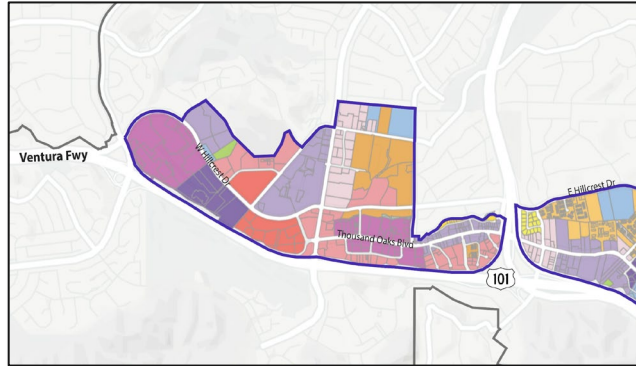 E Hillcrest Dr
Ventura Fwy
W Hillcrest Dr
Thousand Oaks Blvd
101